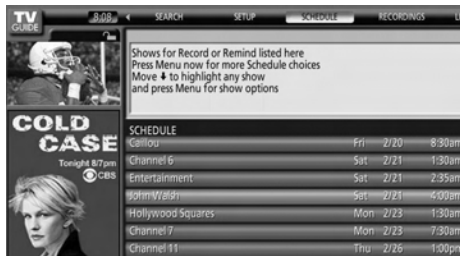 TV
GUIDE
8:08
SEARCH SETUP SCHEDULE RECORDINGS
Shows for Record or Remind listed here
Press Menu now for more Schedule choices
Move ⬇ to highlight any show
and press Menu for show options
SCHEDULE
Caillou Fri 2/20 8:30am
Channel 6 Sat 2/21 1:30am
Entertainment Sat 2/21 2:35am
John Walsh Sat 2/21 4:00am
Hollywood Squares Mon 2/23 1:30am
Channel 7 Mon 2/23 7:30am
Channel 11 Thu 2/26 1:00pm
COLD
CASE
Tonight 8/7pm
CBS